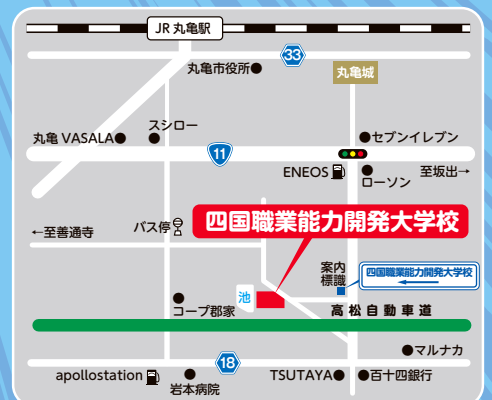 JR 丸亀駅
33
丸亀市役所●
丸亀城
スシロー
丸亀 VASALA●
●セブンイレブン
11
ENEOS
ローソン
至坂出→
バス停
四国職業能力開発大学校
←至善通寺
案内
標識
四国職業能力開発大学校
池
コープ郡家
高松自動車道
●マルナカ
18
apollostation
岩本病院
TSUTAYA●
●百十四銀行